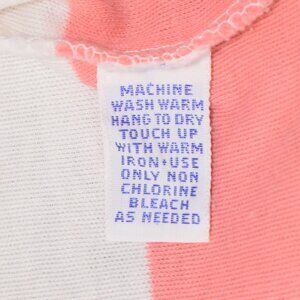 MACHINE
WASH WARM
HANG TO DRY
TOUCH UP
WITH WARM
IRON•USE
ONLY NON
CHLORINE
BLEACH
AS NEEDED